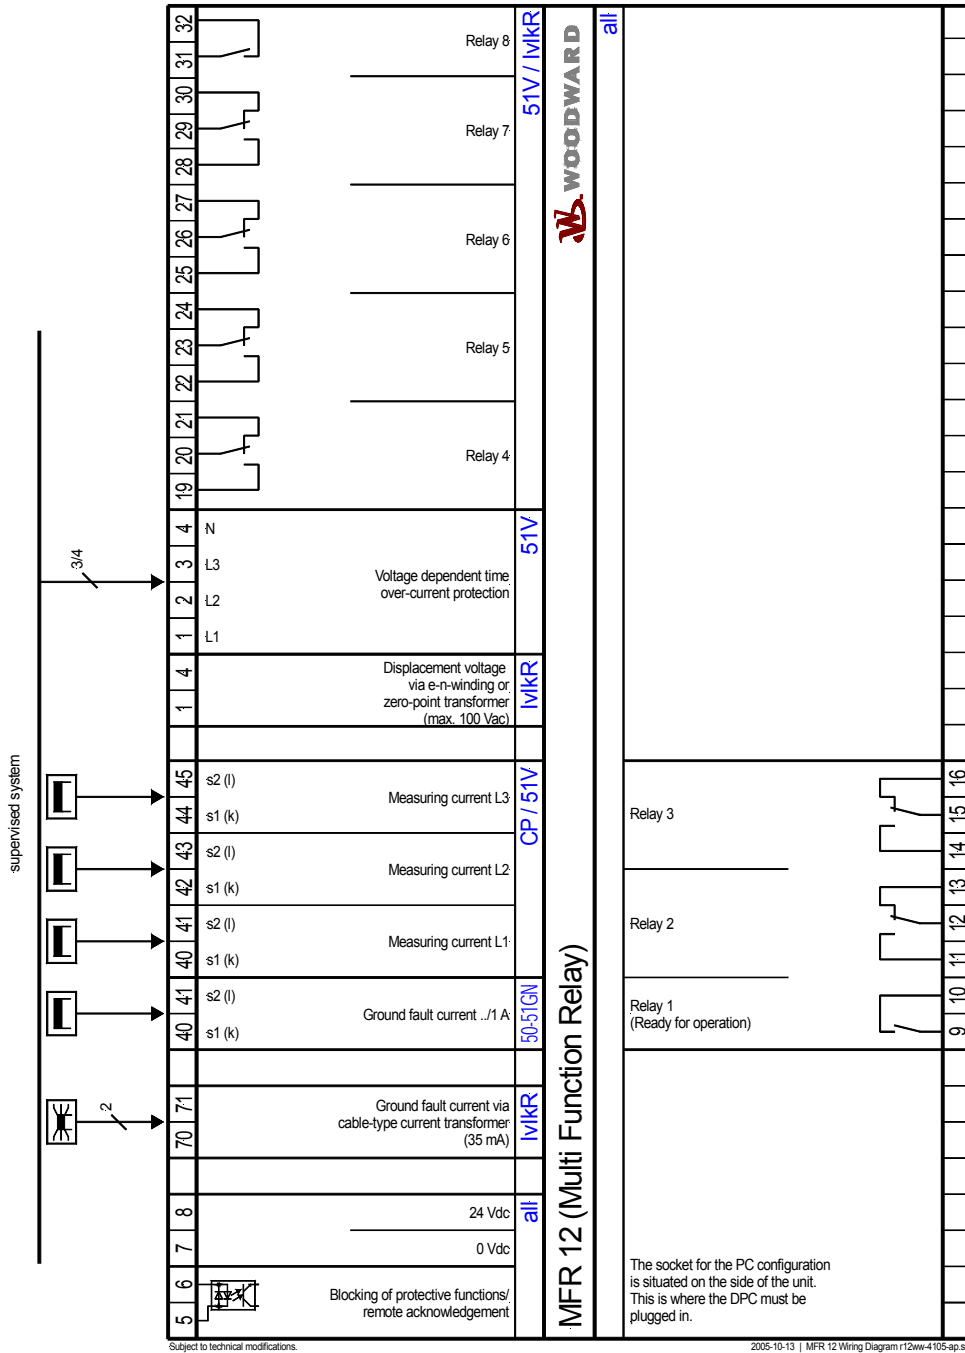 32
31
Relay 8
30
29
28
Relay 7
27
26
25
Relay 6
24
23
22
Relay 5
21
20
19
Relay 4
51V / IvIkR
4
N
3
L3
2
L2
1
L1
Voltage dependent time
over-current protection
51V
3/4
4
1
Displacement voltage
via e-n-winding or
zero-point transformer
(max. 100 Vac)
IvIkR
supervised system
45
s2 (l)
44
s1 (k)
Measuring current L3
43
s2 (l)
42
s1 (k)
Measuring current L2
41
s2 (l)
40
s1 (k)
Measuring current L1
CP / 51V
41
s2 (l)
40
s1 (k)
Ground fault current ../1 A
50-51GN
2
71
70
Ground fault current via
cable-type current transformer
(35 mA)
IvIkR
8
24 Vdc
7
0 Vdc
6
5
Blocking of protective functions/
remote acknowledgement
all
WOODWARD
MFR 12 (Multi Function Relay)
all
Relay 3
16
15
14
Relay 2
13
12
11
Relay 1
(Ready for operation)
10
9
The socket for the PC configuration
is situated on the side of the unit.
This is where the DPC must be
plugged in.
Subject to technical modifications.
2005-10-13 | MFR 12 Wiring Diagram r12ww-4105-ap.s